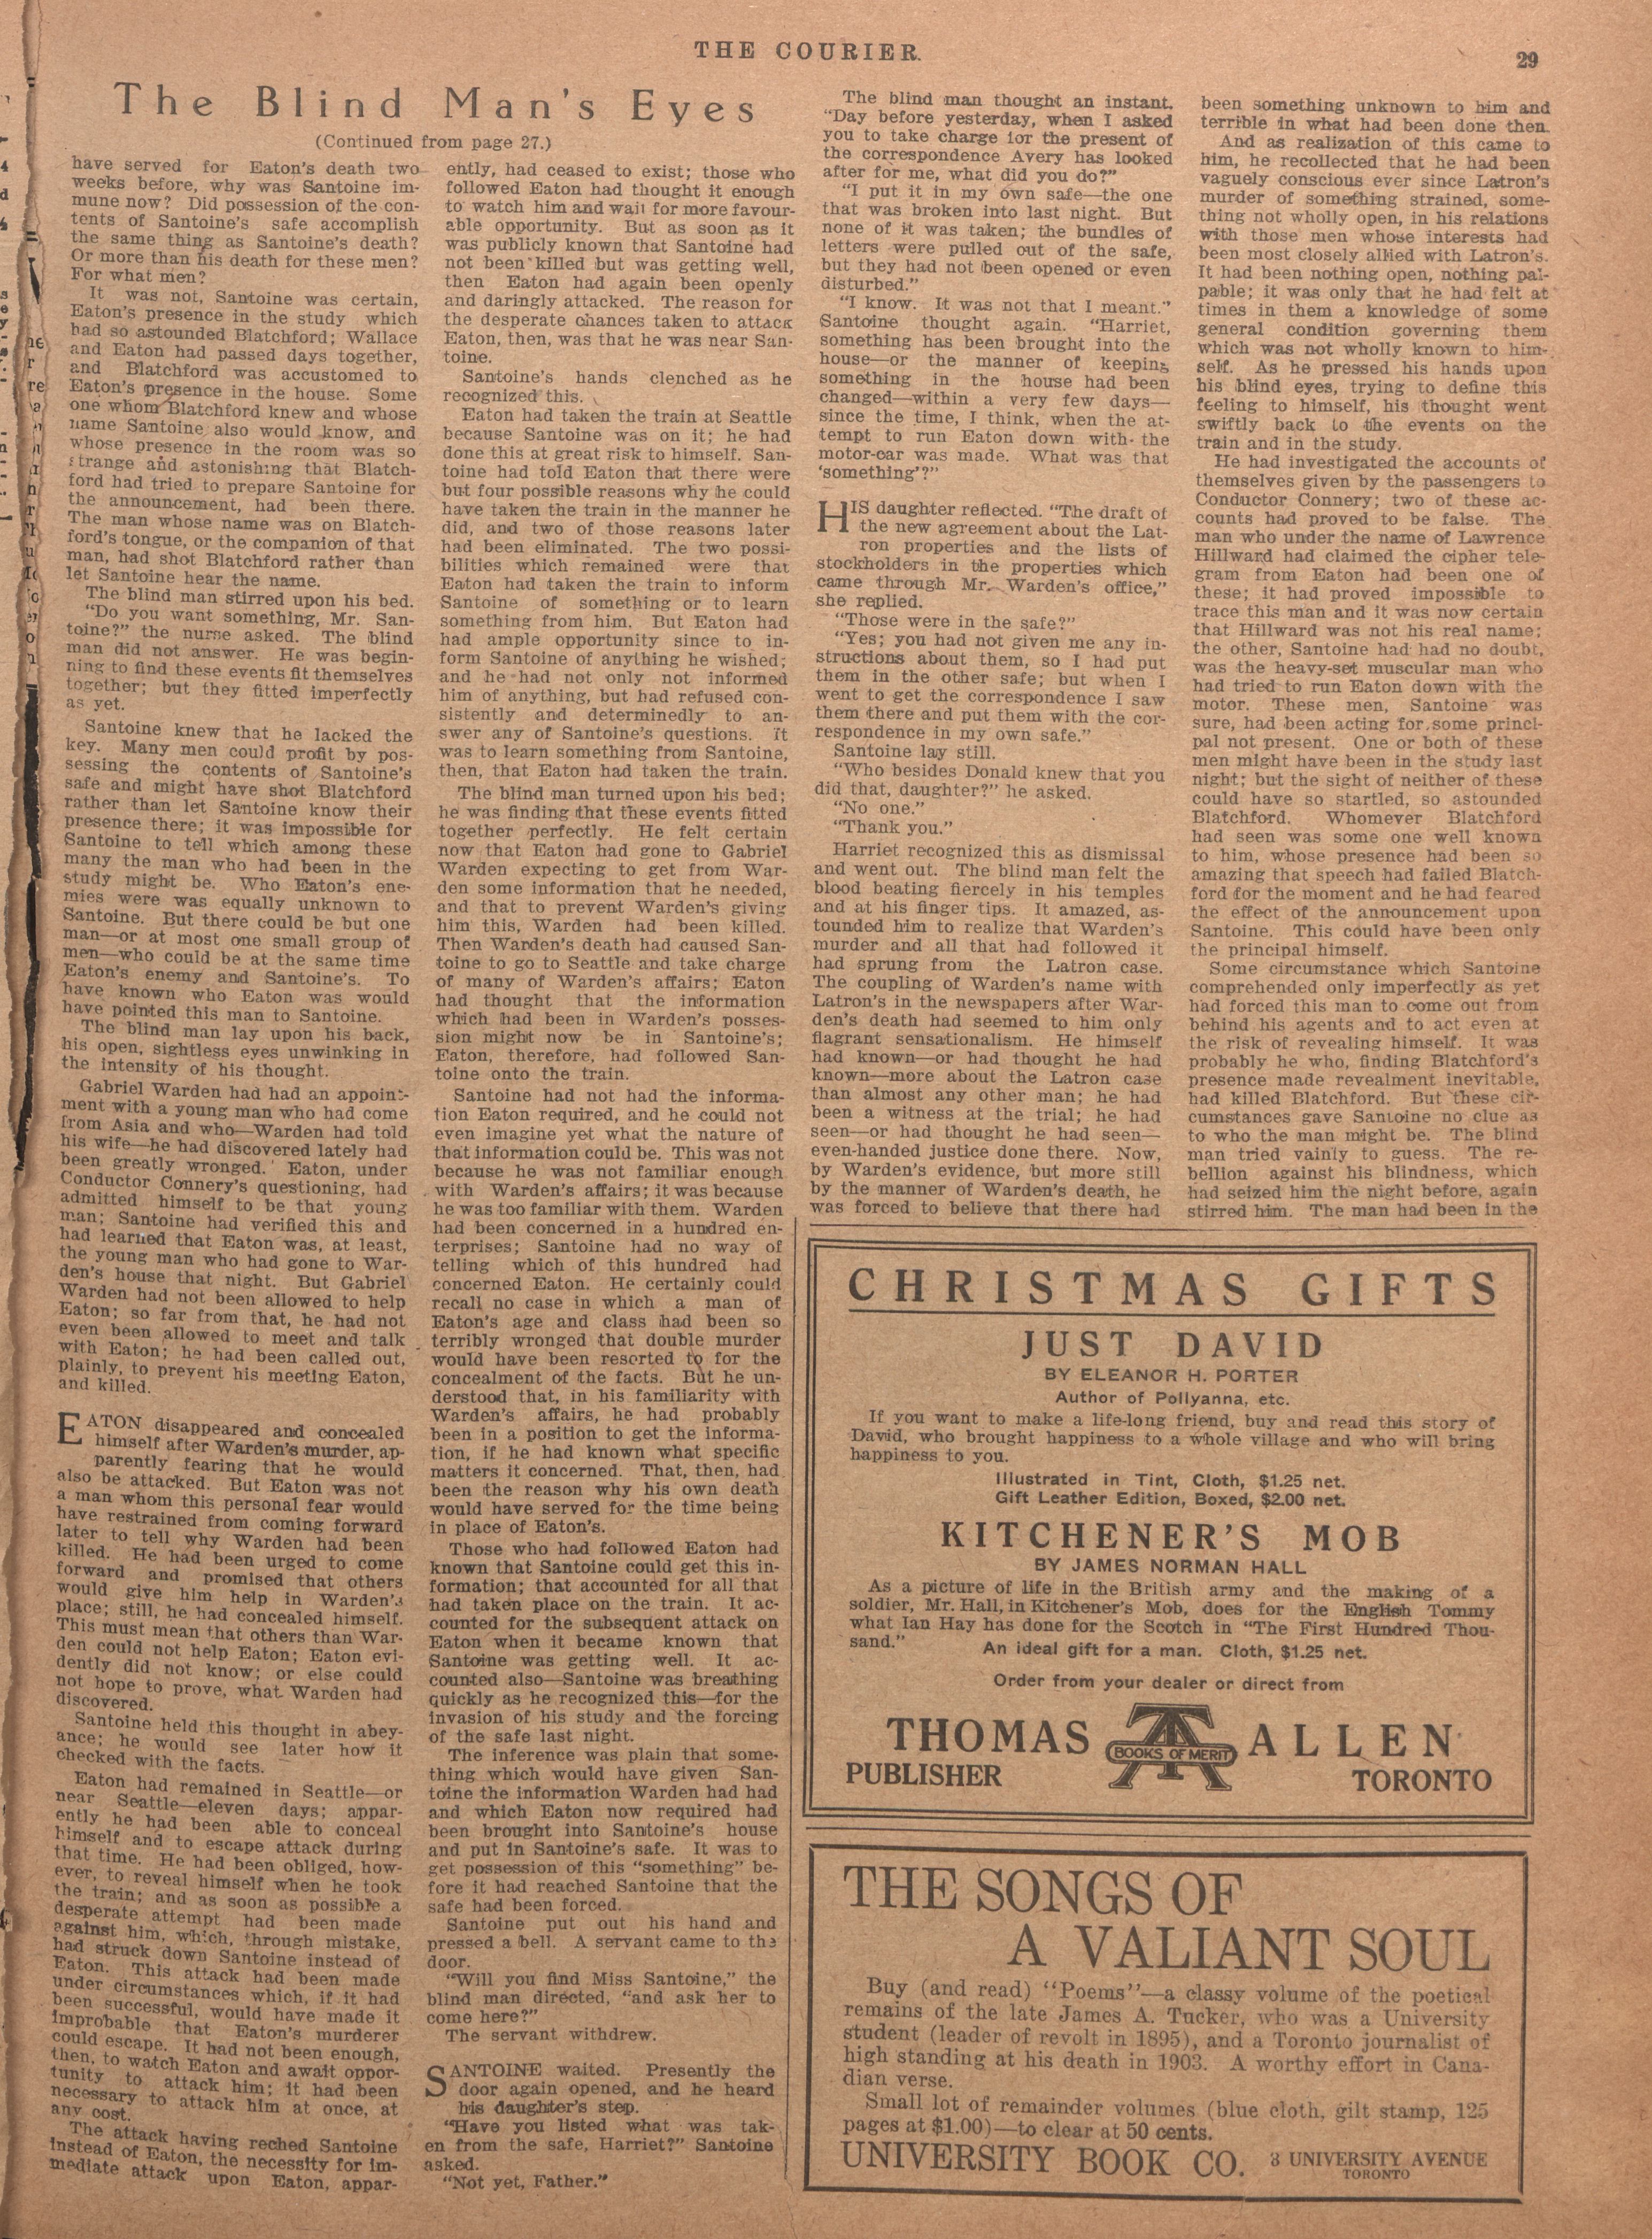 THE COURIER.
29
The Blind Man's Eyes
(Continued from page 27.)
have served for Eaton's death two
weeks before, why was Santoine im-
mune now? Did possession of the con-
tents of Santoine's safe accomplish
the same thing as Santoine's death?
Or more than his death for these men?
For what men?
It was not, Santoine was certain,
Eaton's presence in the study which
had so astounded Blatchford; Wallace
and Eaton had passed days together,
and Blatchford was accustomed to
Eaton's presence in the house. Some
one whom Blatchford knew and whose
name Santoine also would know, and
whose presence in the room was so
strange and astonishing that Blatch-
ford had tried to prepare Santoine for
the announcement, had been there.
The man whose name was on Blatch-
ford's tongue, or the companion of that
man, had shot Blatchford rather than
let Santoine hear the name.
The blind man stirred upon his bed.
"Do you want something, Mr. San-
toine?" the nurse asked. The blind
man did not answer. He was begin-
ning to find these events fit themselves
together; but they fitted imperfectly
as yet.
Santoine knew that he lacked the
key. Many men could profit by pos-
sessing the contents of Santoine's
safe and might have shot Blatchford
rather than let Santoine know their
presence there; it was impossible for
Santoine to tell which among these
many the man who had been in the
study might be. Who Eaton's ene-
mies were was equally unknown to
Santoine. But there could be but one
man—or at most one small group of
men—who could be at the same time
Eaton's enemy and Santoine's. To
have known who Eaton was would
have pointed this man to Santoine.
The blind man lay upon his back,
his open, sightless eyes unwinking in
the intensity of his thought.
Gabriel Warden had had an appoint-
ment with a young man who had come
from Asia and who—Warden had told
his wife—he had discovered lately had
been greatly wronged. Eaton, under
Conductor Connery's questioning, had
admitted himself to be that young
man; Santoine had verified this and
had learned that Eaton was, at least,
the young man who had gone to War-
den's house that night. But Gabriel
Warden had not been allowed to help
Eaton; so far from that, he had not
even been allowed to meet and talk
with Eaton; he had been called out,
plainly, to prevent his meeting Eaton,
and killed.
EATON disappeared and concealed
himself after Warden's murder, ap-
parently fearing that he would
also be attacked. But Eaton was not
a man whom this personal fear would
have restrained from coming forward
later to tell why Warden had been
killed. He had been urged to come
forward and promised that others
would give him help in Warden's
place; still, he had concealed himself.
This must mean that others than War-
den could not help Eaton; Eaton evi-
dently did not know; or else could
not hope to prove, what Warden had
discovered.
Santoine held this thought in abey-
ance; he would see later how it
checked with the facts.
Eaton had remained in Seattle—or
near Seattle—eleven days; appar-
ently he had been able to conceal
himself and to escape attack during
that time. He had been obliged, how-
ever, to reveal himself when he took
the train; and as soon as possible a
desperate attempt had been made
against him, which, through mistake,
had struck down Santoine instead of
Eaton. This attack had been made
under circumstances which, if it had
been successful, would have made it
improbable that Eaton's murderer
could escape. It had not been enough,
then, to watch Eaton and await oppor-
tunity to attack him; it had been
necessary to attack him at once, at
any cost.
The attack having reched Santoine
instead of Eaton, the necessity for im-
mediate attack upon Eaton, appar-
ently, had ceased to exist; those who
followed Eaton had thought it enough
to watch him and wait for more favour-
able opportunity. But as soon as it
was publicly known that Santoine had
not been killed but was getting well,
then Eaton had again been openly
and daringly attacked. The reason for
the desperate chances taken to attack
Eaton, then, was that he was near San-
toine.
Santoine's hands clenched as he
recognized this.
Eaton had taken the train at Seattle
because Santoine was on it; he had
done this at great risk to himself. San-
toine had told Eaton that there were
but four possible reasons why he could
have taken the train in the manner he
did, and two of those reasons later
had been eliminated. The two possi-
bilities which remained were that
Eaton had taken the train to inform
Santoine of something or to learn
something from him. But Eaton had
had ample opportunity since to in-
form Santoine of anything he wished;
and he had not only not informed
him of anything, but had refused con-
sistently and determinedly to an-
swer any of Santoine's questions. It
was to learn something from Santoine,
then, that Eaton had taken the train.
The blind man turned upon his bed;
he was finding that these events fitted
together perfectly. He felt certain
now that Eaton had gone to Gabriel
Warden expecting to get from War-
den some information that he needed,
and that to prevent Warden's giving
him this, Warden had been killed.
Then Warden's death had caused San-
toine to go to Seattle and take charge
of many of Warden's affairs; Eaton
had thought that the information
which had been in Warden's posses-
sion might now be in Santoine's;
Eaton, therefore, had followed San-
toine onto the train.
Santoine had not had the informa-
tion Eaton required, and he could not
even imagine yet what the nature of
that information could be. This was not
because he was not familiar enough
with Warden's affairs; it was because
he was too familiar with them. Warden
had been concerned in a hundred en-
terprises; Santoine had no way of
telling which of this hundred had
concerned Eaton. He certainly could
recall no case in which a man of
Eaton's age and class had been so
terribly wronged that double murder
would have been resorted to for the
concealment of the facts. But he un-
derstood that, in his familiarity with
Warden's affairs, he had probably
been in a position to get the informa-
tion, if he had known what specific
matters it concerned. That, then, had
been the reason why his own death
would have served for the time being
in place of Eaton's.
Those who had followed Eaton had
known that Santoine could get this in-
formation; that accounted for all that
had taken place on the train. It ac-
counted for the subsequent attack on
Eaton when it became known that
Santoine was getting well. It ac-
counted also—Santoine was breathing
quickly as he recognized this—for the
invasion of his study and the forcing
of the safe last night.
The inference was plain that some-
thing which would have given San-
toine the information Warden had had
and which Eaton now required had
been brought into Santoine's house
and put in Santoine's safe. It was to
get possession of this "something" be-
fore it had reached Santoine that the
safe had been forced.
Santoine put out his hand and
pressed a bell. A servant came to the
door.
"Will you find Miss Santoine," the
blind man directed, "and ask her to
come here?"
The servant withdrew.
SANTOINE waited. Presently the
door again opened, and he heard
his daughter's step.
"Have you listed what was tak-
en from the safe, Harriet?" Santoine
asked.
"Not yet, Father."
The blind man thought an instant.
"Day before yesterday, when I asked
you to take charge for the present of
the correspondence Avery has looked
after for me, what did you do?"
"I put it in my own safe—the one
that was broken into last night. But
none of it was taken; the bundles of
letters were pulled out of the safe,
but they had not been opened or even
disturbed."
"I know. It was not that I meant."
Santoine thought again. "Harriet,
something has been brought into the
house—or the manner of keeping
something in the house had been
changed—within a very few days—
since the time, I think, when the at-
tempt to run Eaton down with the
motor-car was made. What was that
'something'?"
HIS daughter reflected. "The draft of
the new agreement about the Lat-
ron properties and the lists of
stockholders in the properties which
came through Mr. Warden's office,"
she replied.
"Those were in the safe?"
"Yes; you had not given me any in-
structions about them, so I had put
them in the other safe; but when I
went to get the correspondence I saw
them there and put them with the cor-
respondence in my own safe."
Santoine lay still.
"Who besides Donald knew that you
did that, daughter?" he asked.
"No one."
"Thank you."
Harriet recognized this as dismissal
and went out. The blind man felt the
blood beating fiercely in his temples
and at his finger tips. It amazed, as-
tounded him to realize that Warden's
murder and all that had followed it
had sprung from the Latron case.
The coupling of Warden's name with
Latron's in the newspapers after War-
den's death had seemed to him only
flagrant sensationalism. He himself
had known—or had thought he had
known—more about the Latron case
than almost any other man; he had
been a witness at the trial; he had
seen—or had thought he had seen—
even-handed justice done there. Now,
by Warden's evidence, but more still
by the manner of Warden's death, he
was forced to believe that there had
been something unknown to him and
terrible in what had been done then.
And as realization of this came to
him, he recollected that he had been
vaguely conscious ever since Latron's
murder of something strained, some-
thing not wholly open, in his relations
with those men whose interests had
been most closely allied with Latron's.
It had been nothing open, nothing pal-
pable; it was only that he had felt at
times in them a knowledge of some
general condition governing them
which was not wholly known to him-
self. As he pressed his hands upon
his blind eyes, trying to define this
feeling to himself, his thought went
swiftly back to the events on the
train and in the study.
He had investigated the accounts of
themselves given by the passengers to
Conductor Connery; two of these ac-
counts had proved to be false. The
man who under the name of Lawrence
Hillward had claimed the cipher tele-
gram from Eaton had been one of
these; it had proved impossible to
trace this man and it was now certain
that Hillward was not his real name;
the other, Santoine had had no doubt,
was the heavy-set muscular man who
had tried to run Eaton down with the
motor. These men, Santoine was
sure, had been acting for some princi-
pal not present. One or both of these
men might have been in the study last
night; but the sight of neither of these
could have so startled, so astounded
Blatchford. Whomever Blatchford
had seen was some one well known
to him, whose presence had been so
amazing that speech had failed Blatch-
ford for the moment and he had feared
the effect of the announcement upon
Santoine. This could have been only
the principal himself.
Some circumstance which Santoine
comprehended only imperfectly as yet
had forced this man to come out from
behind his agents and to act even at
the risk of revealing himself. It was
probably he who, finding Blatchford's
presence made revealment inevitable,
had killed Blatchford. But these cir-
cumstances gave Santoine no clue as
to who the man might be. The blind
man tried vainly to guess. The re-
bellion against his blindness, which
had seized him the night before, again
stirred him. The man had been in the
CHRISTMAS GIFTS
JUST DAVID
BY ELEANOR H. PORTER
Author of Pollyanna, etc.
If you want to make a life-long friend, buy and read this story of
David, who brought happiness to a whole village and who will bring
happiness to you.
Illustrated in Tint, Cloth, $1.25 net.
Gift Leather Edition, Boxed, $2.00 net.
KITCHENER'S MOB
BY JAMES NORMAN HALL
As a picture of life in the British army and the making of a
soldier, Mr. Hall, in Kitchener's Mob, does for the English Tommy
what Ian Hay has done for the Scotch in "The First Hundred Thou-
sand."
An ideal gift for a man. Cloth, $1.25 net.
Order from your dealer or direct from
THOMAS ALLEN
BOOKS OF MERIT
PUBLISHER TORONTO
THE SONGS OF
A VALIANT SOUL
Buy (and read) "Poems"—a classy volume of the poetical
remains of the late James A. Tucker, who was a University
student (leader of revolt in 1895), and a Toronto journalist of
high standing at his death in 1903. A worthy effort in Cana-
dian verse.
Small lot of remainder volumes (blue cloth, gilt stamp, 125
pages at $1.00)—to clear at 50 cents.
UNIVERSITY BOOK CO. 3 UNIVERSITY AVENUE
TORONTO